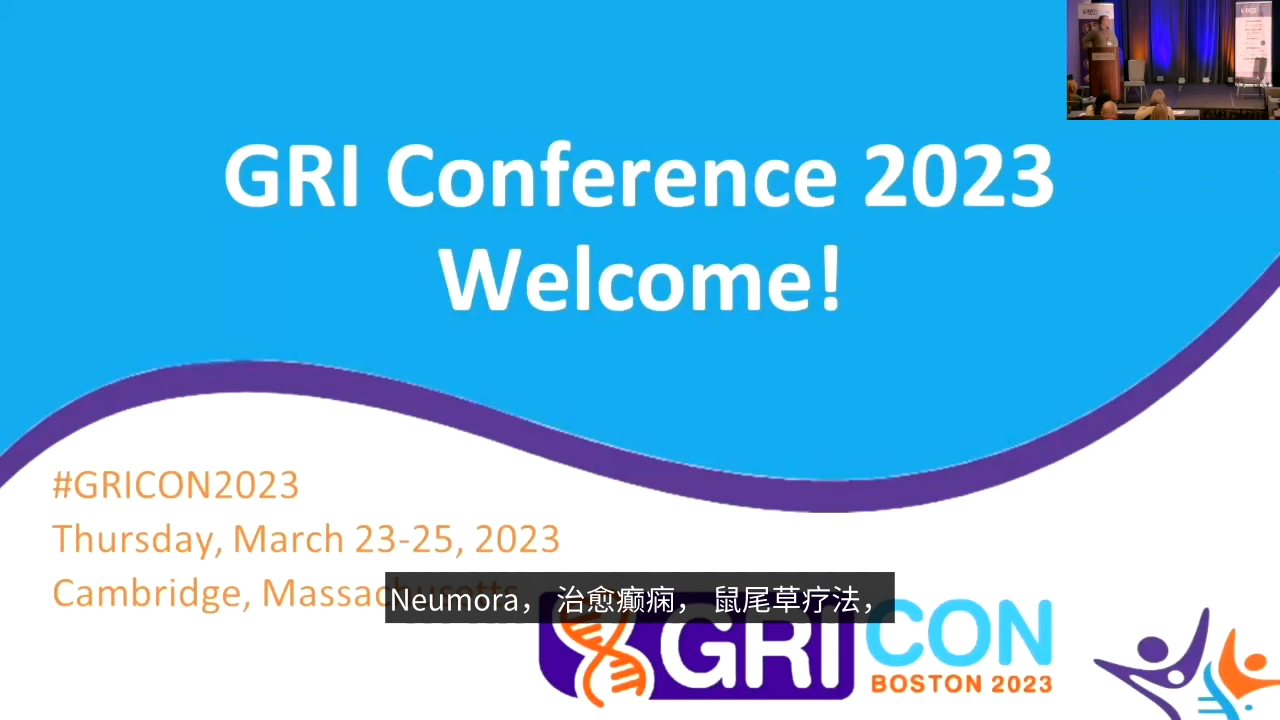 GRI Conference 2023
Welcome!
#GRICON2023
Thursday, March 23-25, 2023
Cambridge, Massachusetts
Neumora， 治愈癫痫， 鼠尾草疗法，
GRI CON
BOSTON 2023